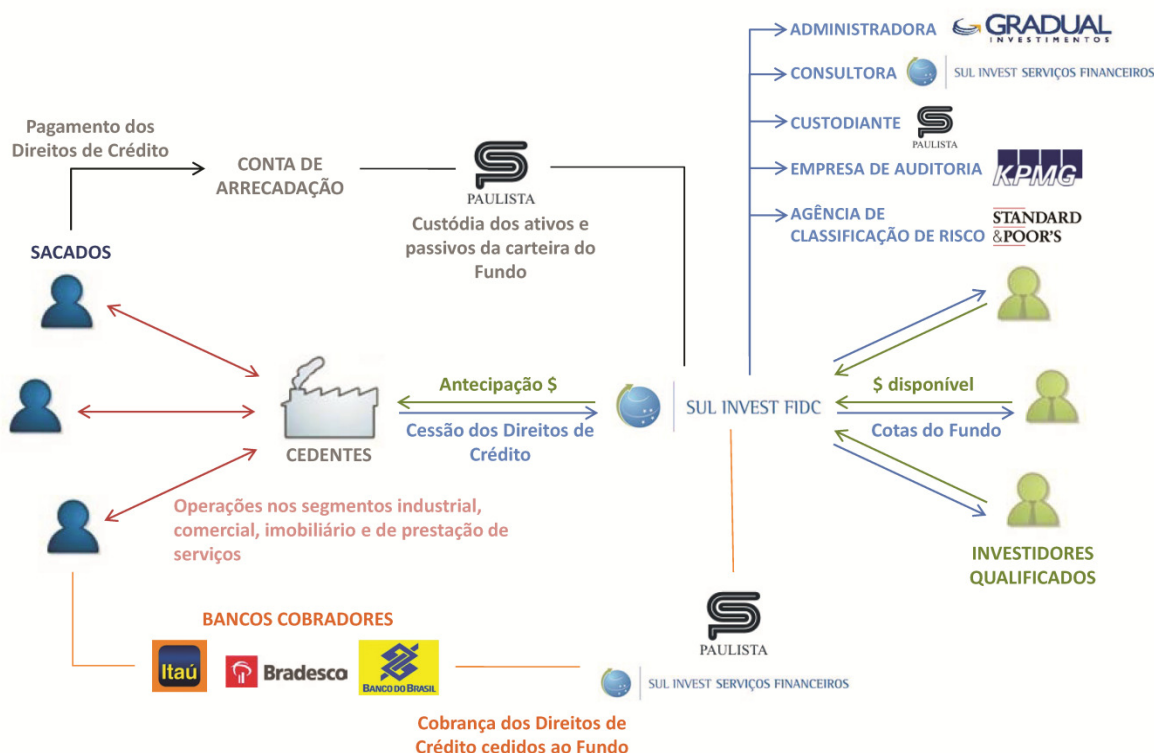 ADMINISTRADORA
GRADUAL
INVESTIMENTOS
CONSULTORA
SUL INVEST SERVIÇOS FINANCEIROS
CUSTODIANTE
PAULISTA
EMPRESA DE AUDITORIA
KPMG
AGÊNCIA DE
CLASSIFICAÇÃO DE RISCO
STANDARD
&POOR'S
Pagamento dos
Direitos de Crédito
CONTA DE
ARRECADAÇÃO
PAULISTA
Custódia dos ativos e
passivos da carteira do
Fundo
SACADOS
CEDENTES
Antecipação $
Cessão dos Direitos de
Crédito
SUL INVEST FIDC
$ disponível
Cotas do Fundo
Operações nos segmentos industrial,
comercial, imobiliário e de prestação de
serviços
INVESTIDORES
QUALIFICADOS
BANCOS COBRADORES
Itaú
Bradesco
BANCO DO BRASIL
PAULISTA
SUL INVEST SERVIÇOS FINANCEIROS
Cobrança dos Direitos de
Crédito cedidos ao Fundo